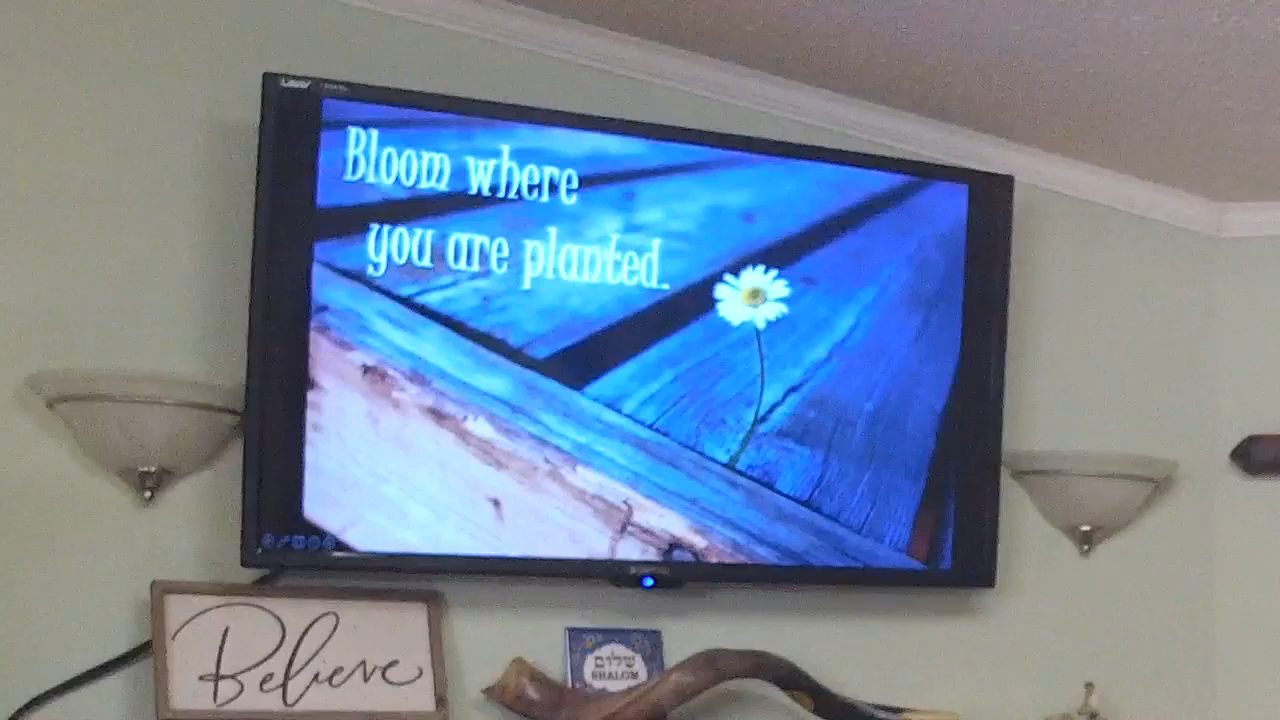 Bloom where
you are planted.
Believe
שלום
SHALOM